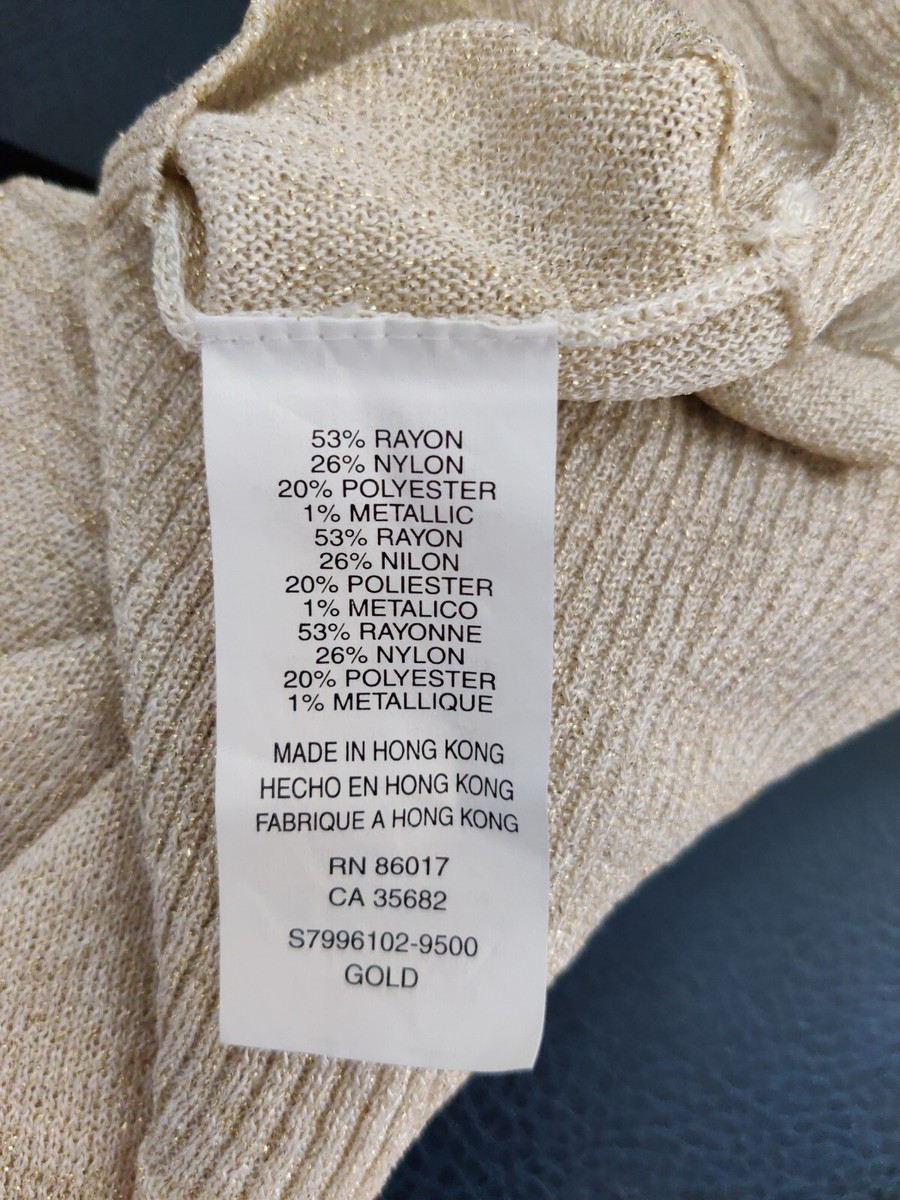 53% RAYON
26% NYLON
20% POLYESTER
1% METALLIC
53% RAYON
26% NILON
20% POLIESTER
1% METALICO
53% RAYONNE
26% NYLON
20% POLYESTER
1% METALLIQUE
MADE IN HONG KONG
HECHO EN HONG KONG
FABRIQUE A HONG KONG
RN 86017
CA 35682
S7996102-9500
GOLD